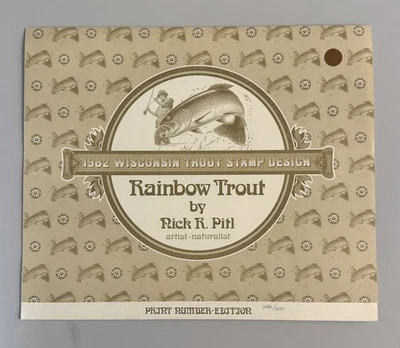 1982 WISCONSIN TROUT STAMP DESIGN
Rainbow Trout
by
Nick R. Pitl
artist-naturalist
PRINT NUMBER-EDITION